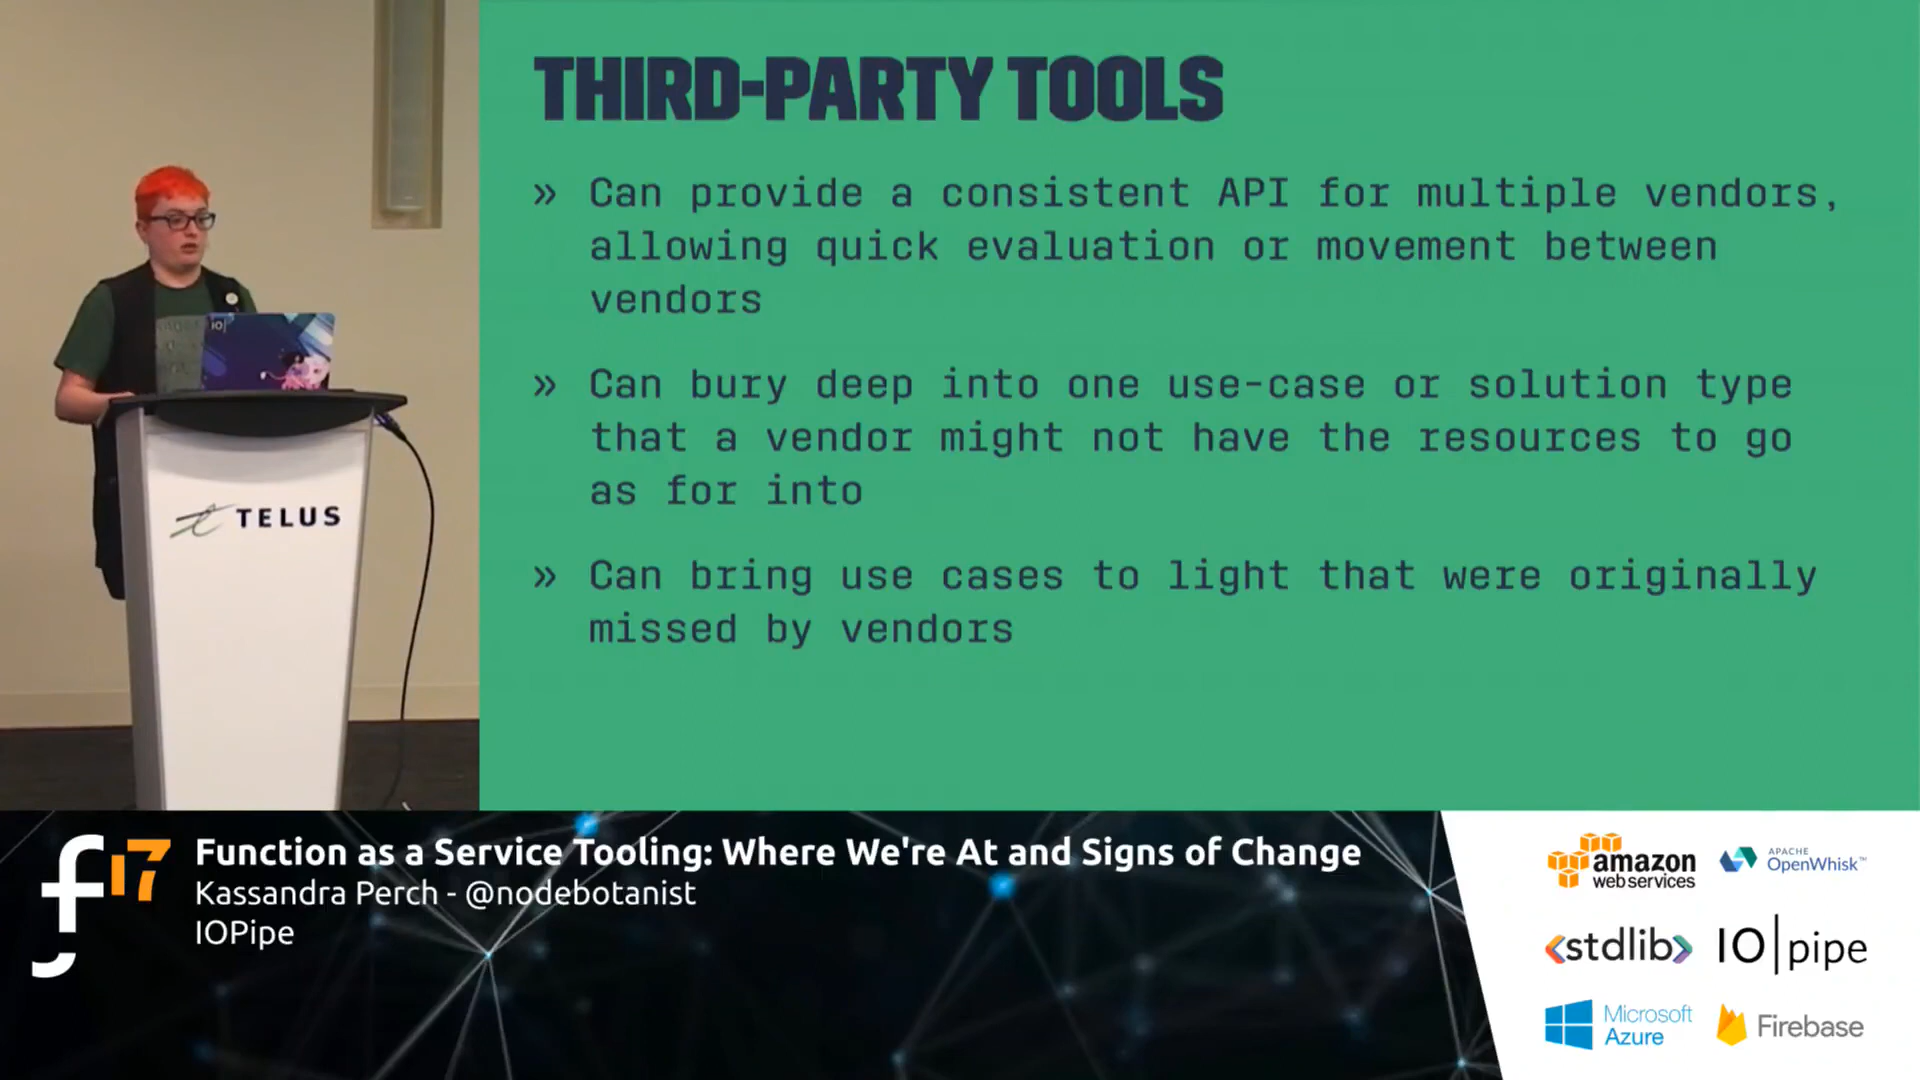 THIRD-PARTY TOOLS
» Can provide a consistent API for multiple vendors,
allowing quick evaluation or movement between
vendors
» Can bury deep into one use-case or solution type
that a vendor might not have the resources to go
as for into
» Can bring use cases to light that were originally
missed by vendors
IO|
TELUS
f17
Function as a Service Tooling: Where We're At and Signs of Change
Kassandra Perch - @nodebotanist
IOPipe
amazon
webservices
APACHE
OpenWhisk™
<stdlib>
IO|pipe
Microsoft
Azure
Firebase